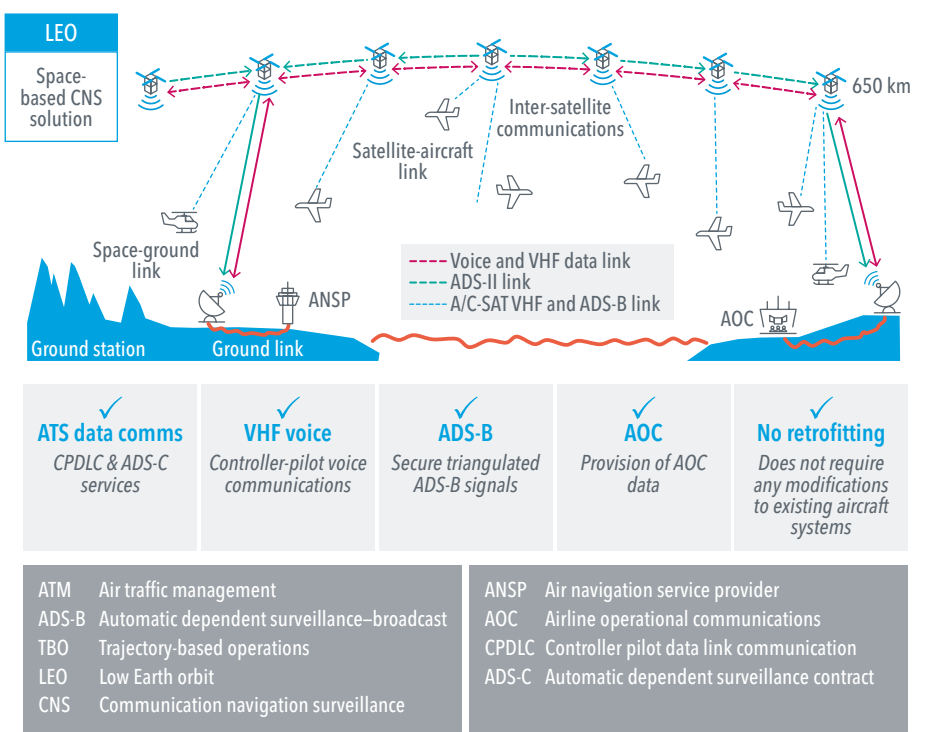 LEO
Space-
based CNS
solution
650 km
Inter-satellite
communications
Satellite-aircraft
link
Space-ground
link
Voice and VHF data link
ADS-II link
A/C-SAT VHF and ADS-B link
ANSP
AOC
Ground station
Ground link
ATS data comms
CPDLC & ADS-C
services
VHF voice
Controller-pilot voice
communications
ADS-B
Secure triangulated
ADS-B signals
AOC
Provision of AOC
data
No retrofitting
Does not require
any modifications
to existing aircraft
systems
ATM Air traffic management
ADS-B Automatic dependent surveillance–broadcast
TBO Trajectory-based operations
LEO Low Earth orbit
CNS Communication navigation surveillance
ANSP Air navigation service provider
AOC Airline operational communications
CPDLC Controller pilot data link communication
ADS-C Automatic dependent surveillance contract